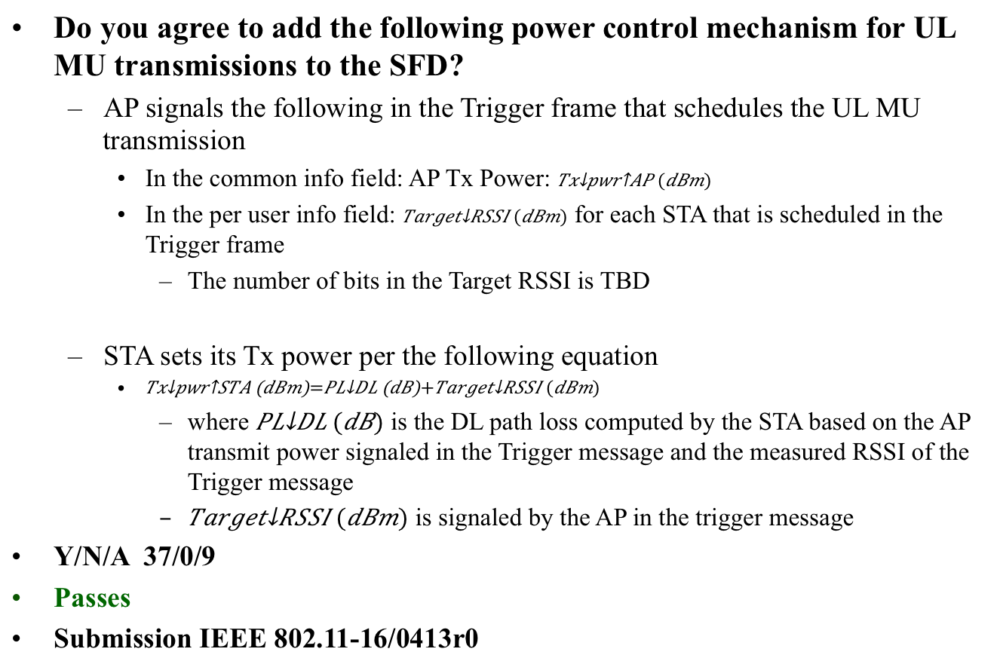 • Do you agree to add the following power control mechanism for UL
MU transmissions to the SFD?
– AP signals the following in the Trigger frame that schedules the UL MU
transmission
• In the common info field: AP Tx Power: Tx↓pwr↑AP (dBm)
• In the per user info field: Target↓RSSI (dBm) for each STA that is scheduled in the
Trigger frame
– The number of bits in the Target RSSI is TBD
– STA sets its Tx power per the following equation
• Tx↓pwr↑STA (dBm)=PL↓DL (dB)+Target↓RSSI (dBm)
– where PL↓DL (dB) is the DL path loss computed by the STA based on the AP
transmit power signaled in the Trigger message and the measured RSSI of the
Trigger message
– Target↓RSSI (dBm) is signaled by the AP in the trigger message
• Y/N/A 37/0/9
• Passes
• Submission IEEE 802.11-16/0413r0